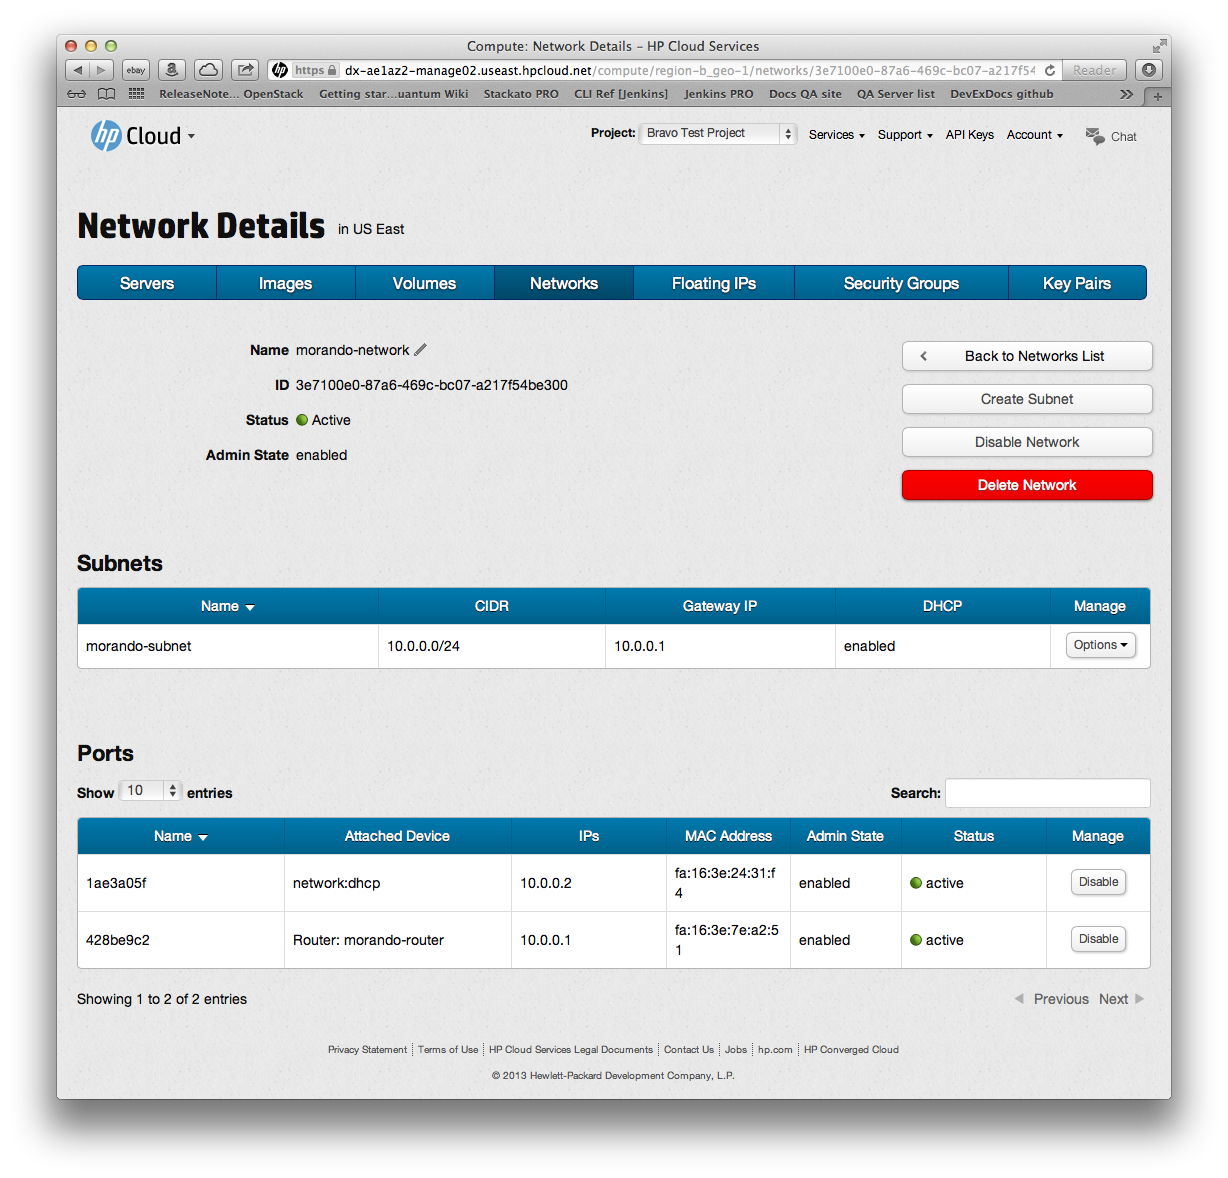 Compute: Network Details – HP Cloud Services
ebay a hp https dx-ae1az2-manage02.useast.hpcloud.net/compute/region-b_geo-1/networks/3e7100e0-87a6-469c-bc07-a217f54 Reader
ReleaseNote... OpenStack Getting star...uantum Wiki Stackato PRO CLI Ref [Jenkins] Jenkins PRO Docs QA site QA Server list DevExDocs github >> +
hp Cloud Project: Bravo Test Project Services Support API Keys Account Chat
Network Details in US East
Servers Images Volumes Networks Floating IPs Security Groups Key Pairs
Name morando-network
ID 3e7100e0-87a6-469c-bc07-a217f54be300
Status Active
Admin State enabled
Back to Networks List
Create Subnet
Disable Network
Delete Network
Subnets
Name CIDR Gateway IP DHCP Manage
morando-subnet 10.0.0.0/24 10.0.0.1 enabled Options
Ports
Show 10 entries Search:
Name Attached Device IPs MAC Address Admin State Status Manage
1ae3a05f network:dhcp 10.0.0.2 fa:16:3e:24:31:f
4 enabled active Disable
428be9c2 Router: morando-router 10.0.0.1 fa:16:3e:7e:a2:5
1 enabled active Disable
Showing 1 to 2 of 2 entries Previous Next
Privacy Statement Terms of Use HP Cloud Services Legal Documents Contact Us Jobs hp.com HP Converged Cloud
© 2013 Hewlett-Packard Development Company, L.P.